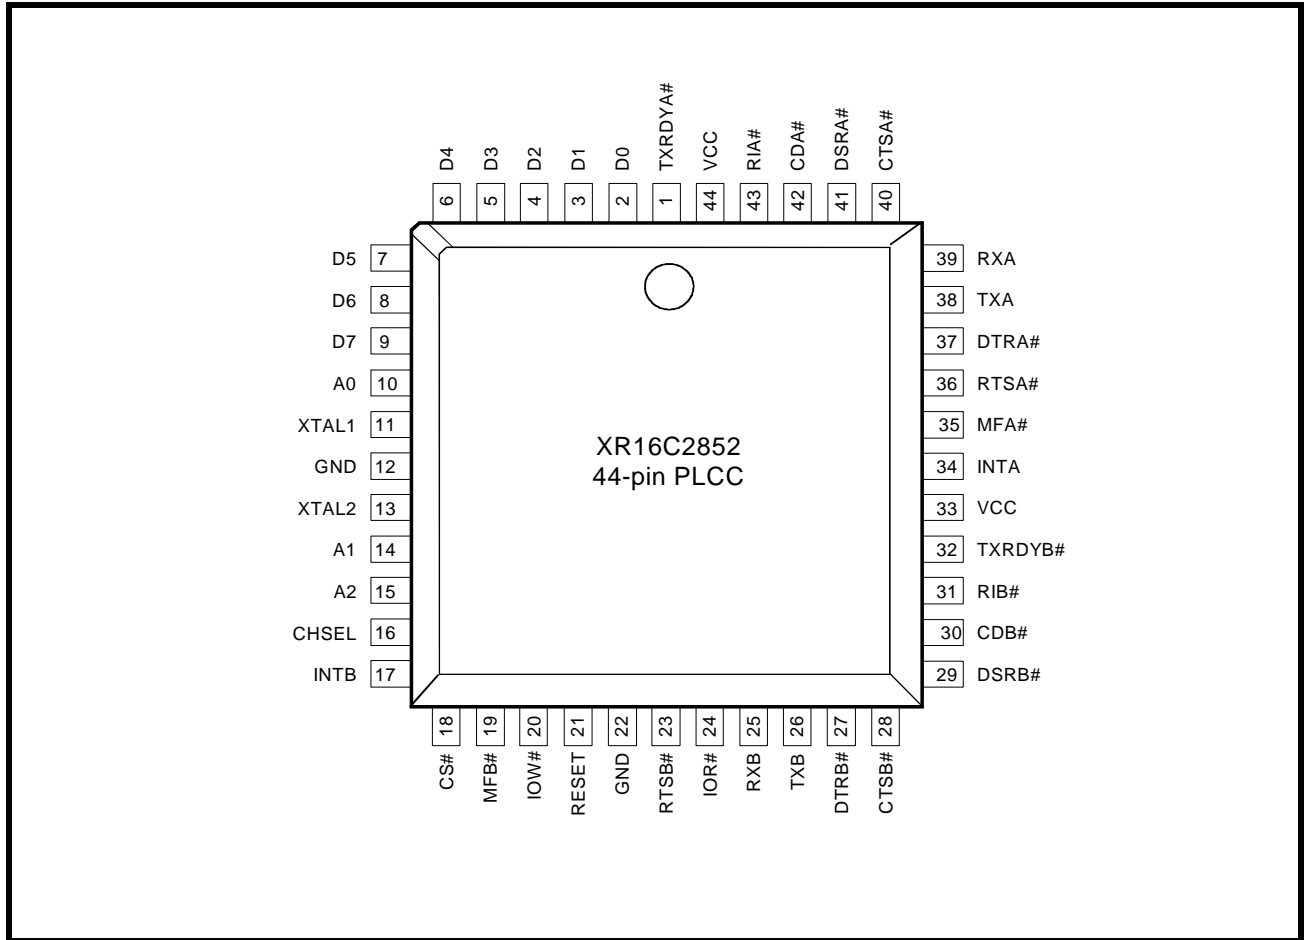 D4 D3 D2 D1 D0 TXRDYA# VCC RIA# CDA# DSRA# CTSA#
6 5 4 3 2 1 44 43 42 41 40
D5 7 39 RXA
D6 8 38 TXA
D7 9 37 DTRA#
A0 10 36 RTSA#
XTAL1 11 35 MFA#
GND 12 34 INTA
XTAL2 13 33 VCC
A1 14 32 TXRDYB#
A2 15 31 RIB#
CHSEL 16 30 CDB#
INTB 17 29 DSRB#
XR16C2852
44-pin PLCC
18 19 20 21 22 23 24 25 26 27 28
CS# MFB# IOW# RESET GND RTSB# IOR# RXB TXB DTRB# CTSB#